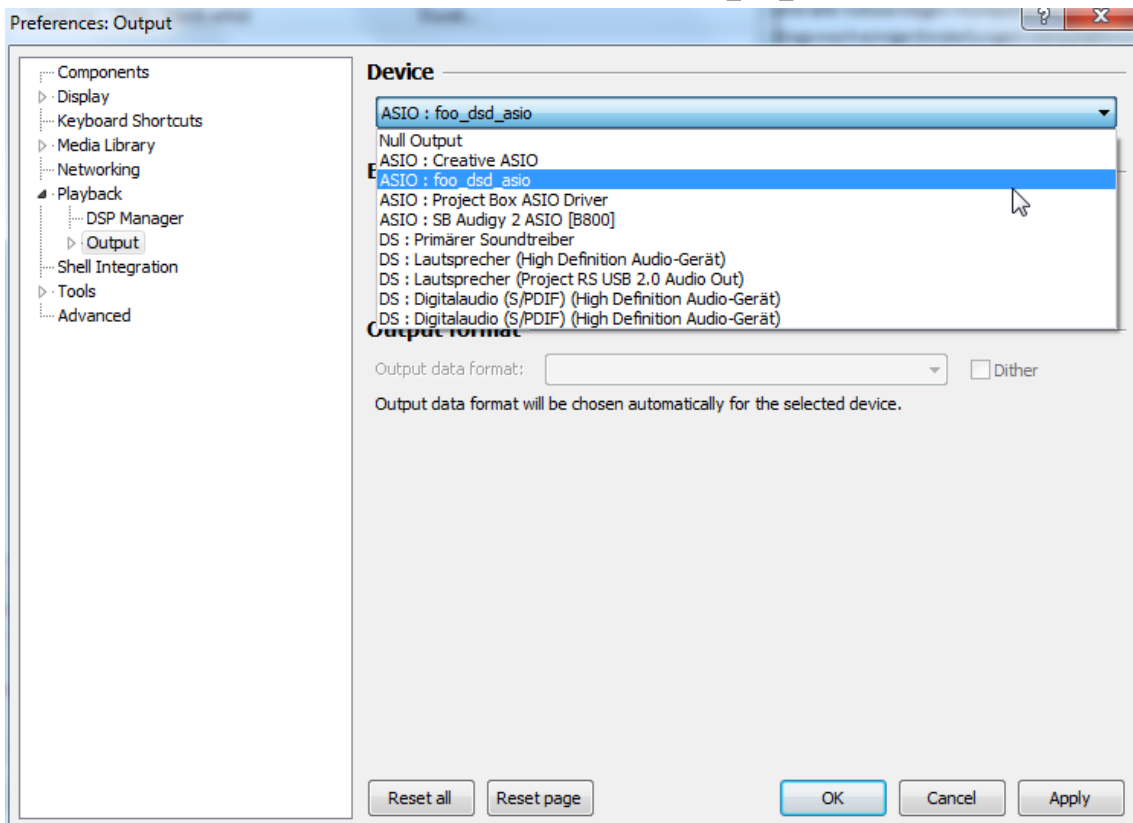 Preferences: Output
Components
Display
Keyboard Shortcuts
Media Library
Networking
Playback
DSP Manager
Output
Shell Integration
Tools
Advanced
Device
ASIO : foo_dsd_asio
Null Output
ASIO : Creative ASIO
ASIO : foo_dsd_asio
ASIO : Project Box ASIO Driver
ASIO : SB Audigy 2 ASIO [B800]
DS : Primärer Soundtreiber
DS : Lautsprecher (High Definition Audio-Gerät)
DS : Lautsprecher (Project RS USB 2.0 Audio Out)
DS : Digitalaudio (S/PDIF) (High Definition Audio-Gerät)
DS : Digitalaudio (S/PDIF) (High Definition Audio-Gerät)
Output format
Output data format:
Dither
Output data format will be chosen automatically for the selected device.
Reset all
Reset page
OK
Cancel
Apply